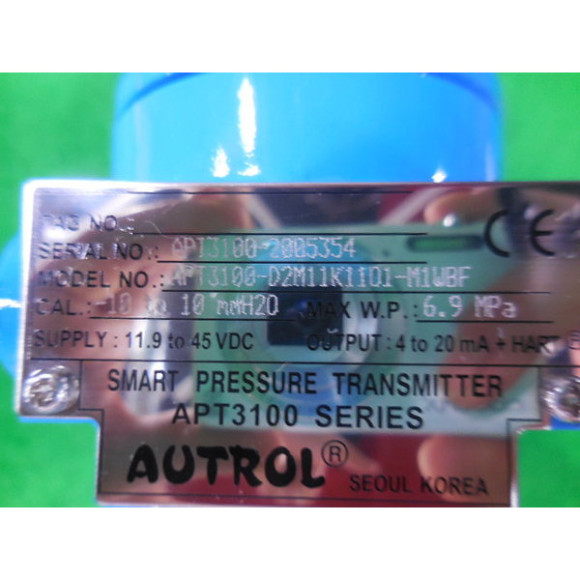 TAG NO.:
CE
SERIAL NO.: APT3100-2005354
MODEL NO.: APT3100-D2M11K1IO1-M1WBF
CAL.: -10 to 10 mmH2O MAX W.P.: 6.9 MPa
SUPPLY : 11.9 to 45 VDC OUTPUT : 4 to 20 mA + HART
SMART PRESSURE TRANSMITTER
APT3100 SERIES
AUTROL®
SEOUL KOREA